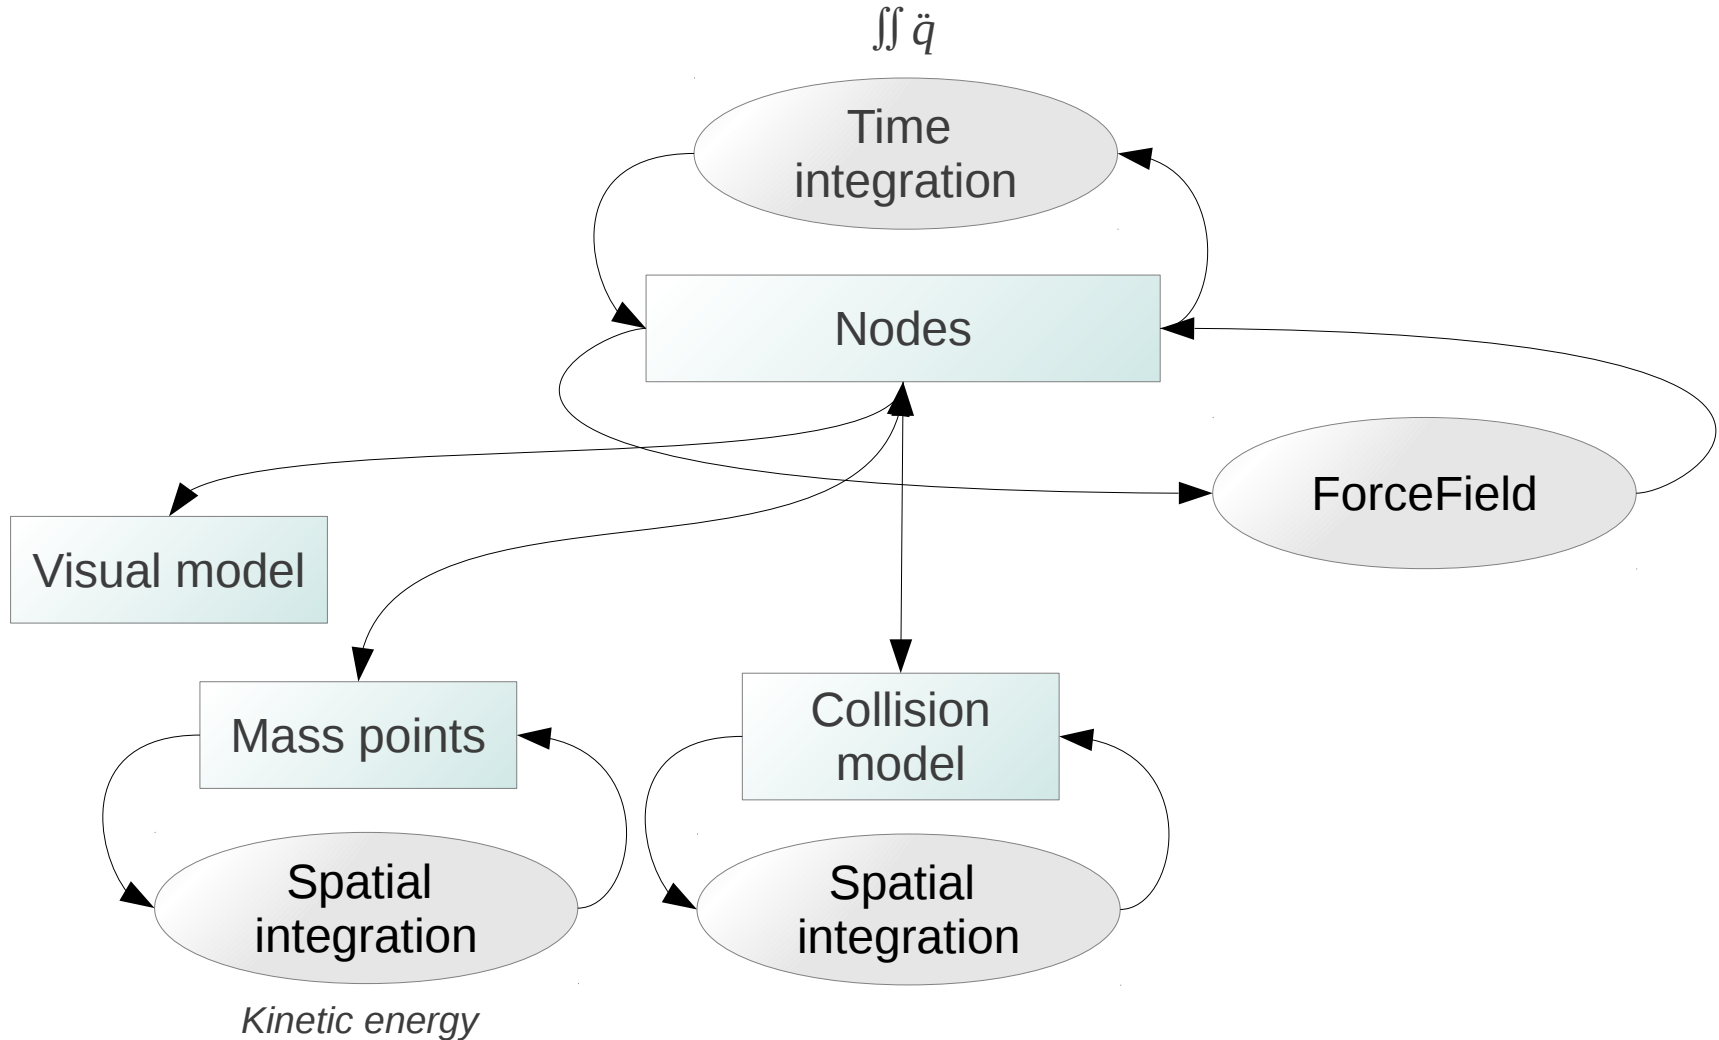 ∬ q̈
Time
integration
Nodes
ForceField
Visual model
Mass points
Collision
model
Spatial
integration
Spatial
integration
Kinetic energy